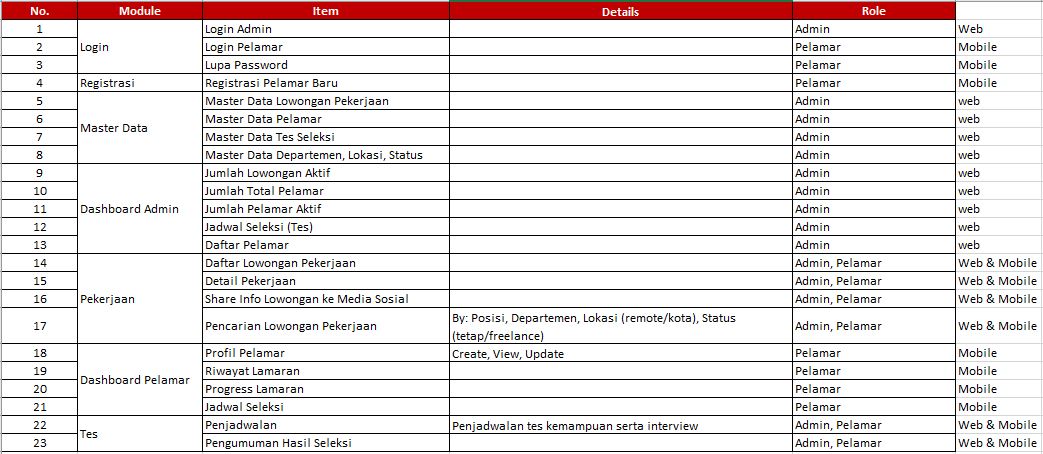 No. Module Item Details Role
1 Login Admin Admin Web
Login
2 Login Pelamar Pelamar Mobile
3 Lupa Password Pelamar Mobile
4 Registrasi Registrasi Pelamar Baru Pelamar Mobile
5 Master Data Lowongan Pekerjaan Admin web
6 Master Data Pelamar Admin web
Master Data
7 Master Data Tes Seleksi Admin web
8 Master Data Departemen, Lokasi, Status Admin web
9 Jumlah Lowongan Aktif Admin web
10 Jumlah Total Pelamar Admin web
11 Dashboard Admin Jumlah Pelamar Aktif Admin web
12 Jadwal Seleksi (Tes) Admin web
13 Daftar Pelamar Admin web
14 Daftar Lowongan Pekerjaan Admin, Pelamar Web & Mobile
15 Detail Pekerjaan Admin, Pelamar Web & Mobile
16 Pekerjaan Share Info Lowongan ke Media Sosial Admin, Pelamar Web & Mobile
17 Pencarian Lowongan Pekerjaan By: Posisi, Departemen, Lokasi (remote/kota), Status
(tetap/freelance) Admin, Pelamar Web & Mobile
18 Profil Pelamar Create, View, Update Pelamar Mobile
19 Riwayat Lamaran Pelamar Mobile
Dashboard Pelamar
20 Progress Lamaran Pelamar Mobile
21 Jadwal Seleksi Pelamar Mobile
22 Penjadwalan Penjadwalan tes kemampuan serta interview Admin, Pelamar Web & Mobile
Tes
23 Pengumuman Hasil Seleksi Admin, Pelamar Web & Mobile